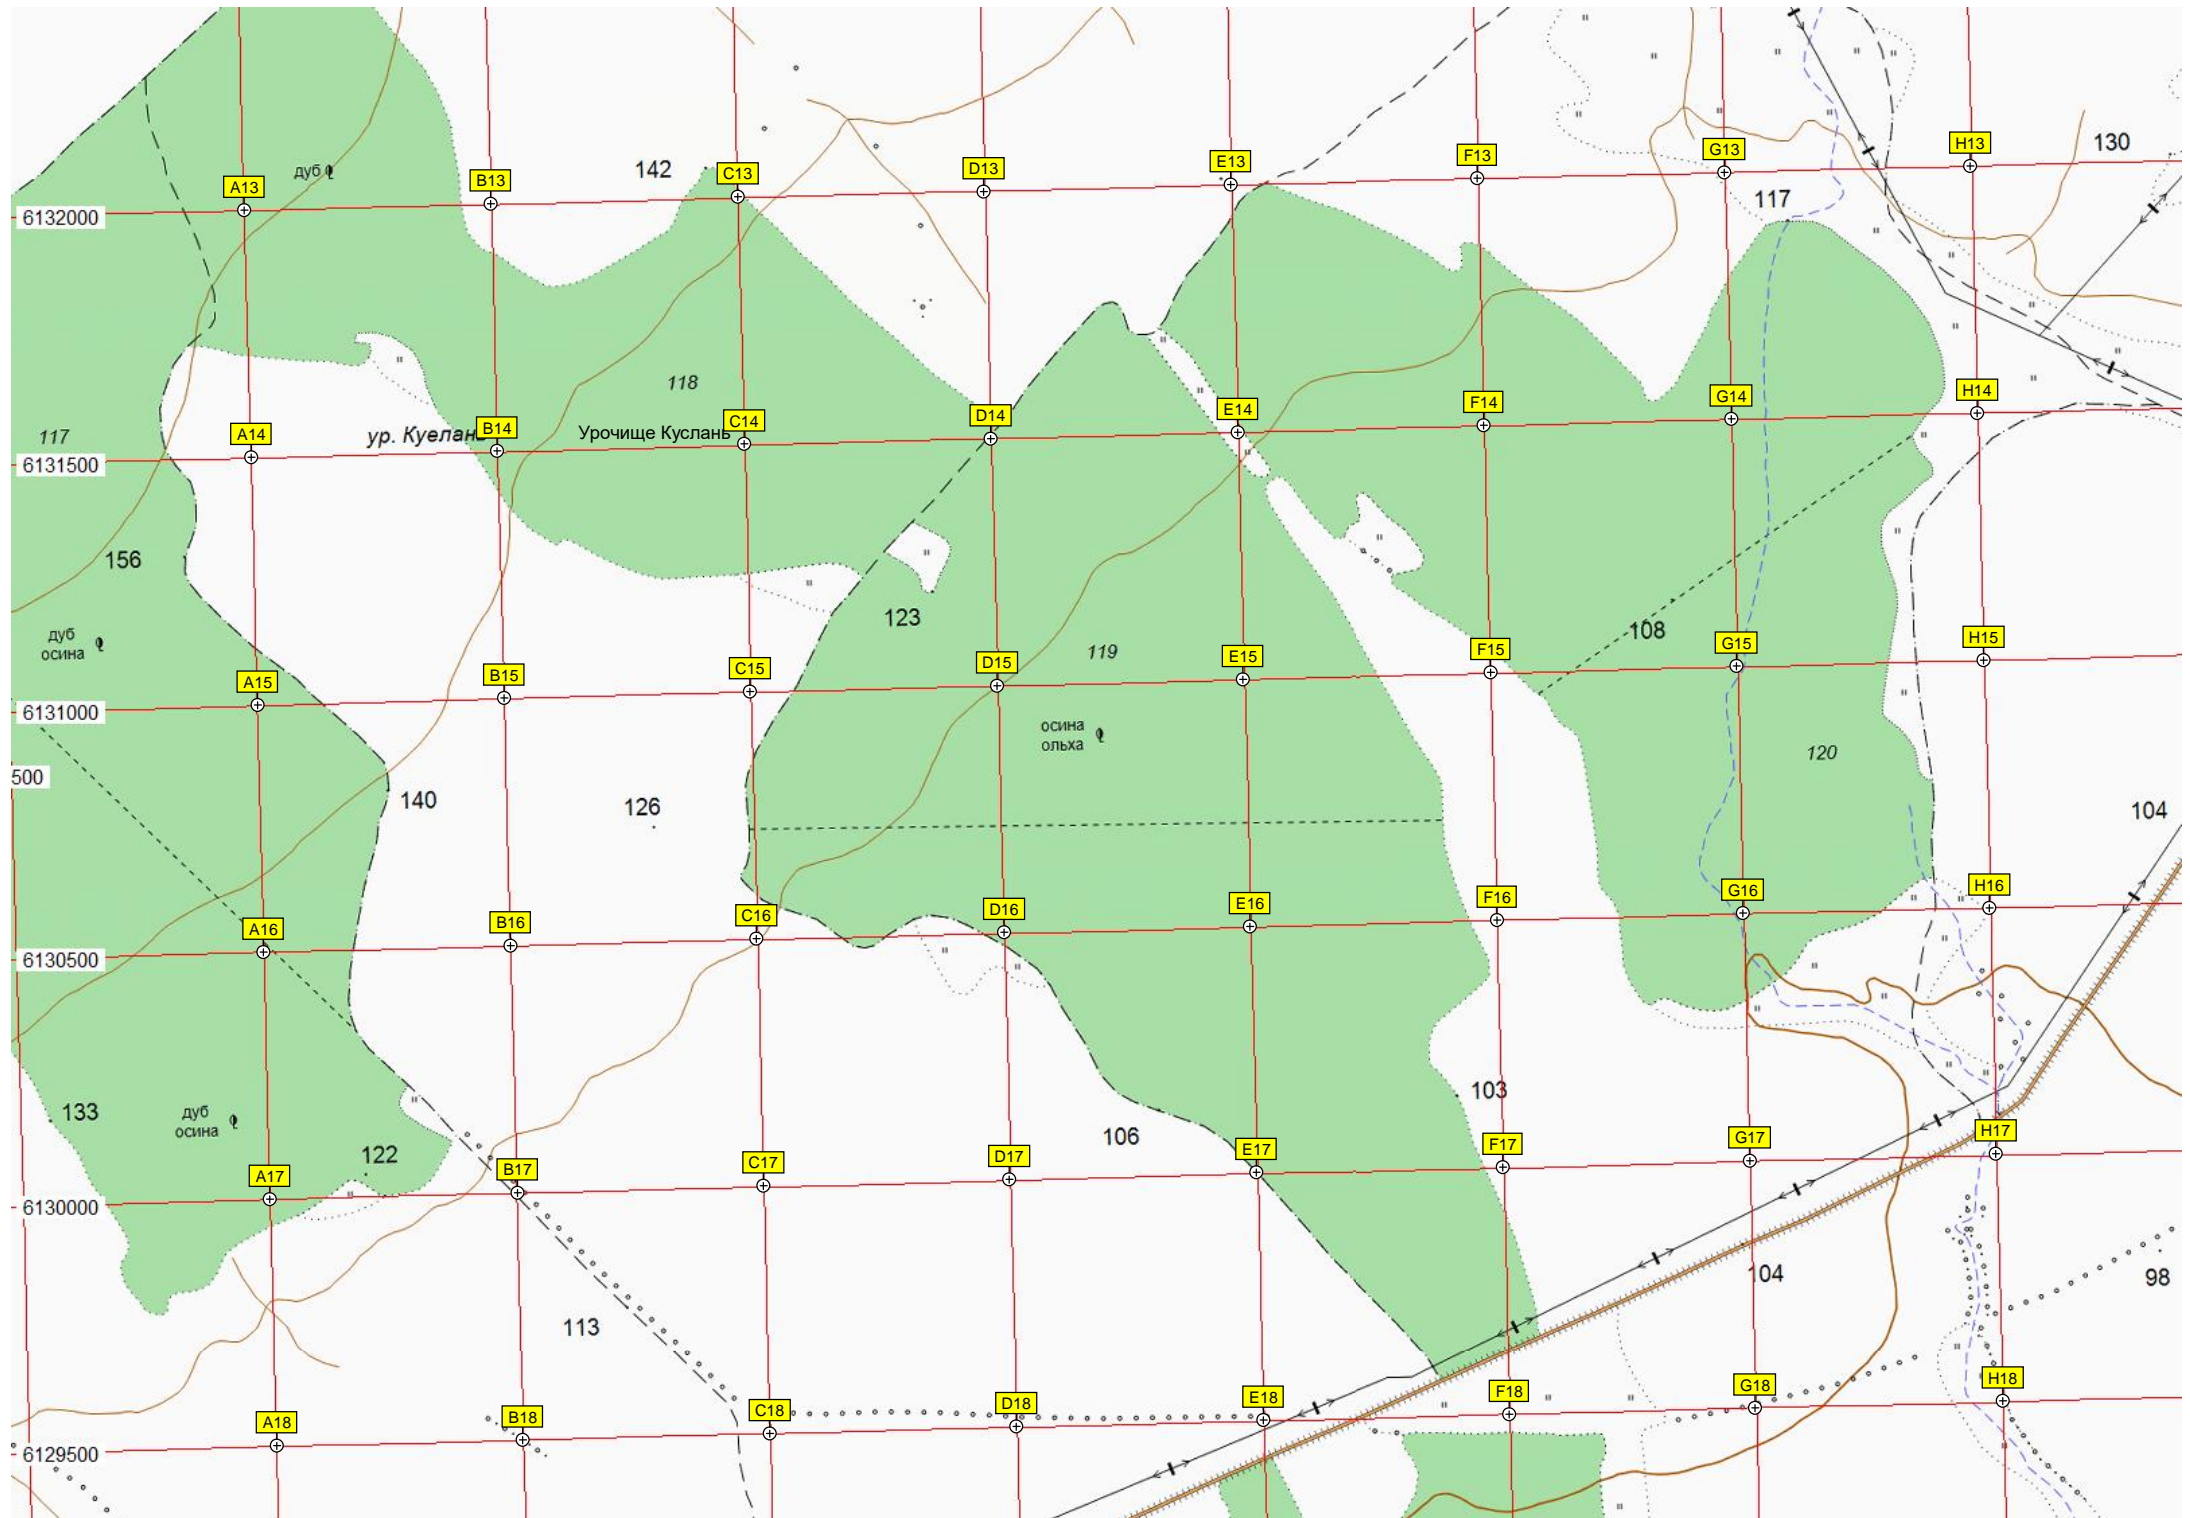 130
H13
G13
F13
E13
D13
142
C13
дуб
B13
A13
117
6132000
118
H14
G14
F14
E14
D14
C14
Урочище Куслань
B14
ур. Куелань
A14
117
6131500
156
123
108
дуб
осина
119
H15
G15
F15
E15
D15
C15
B15
A15
6131000
осина
ольха
120
500
140
126
104
H16
G16
F16
E16
D16
C16
B16
A16
6130500
103
133
дуб
осина
122
106
H17
G17
F17
E17
D17
C17
B17
A17
6130000
104
98
113
H18
G18
F18
E18
D18
C18
B18
A18
6129500